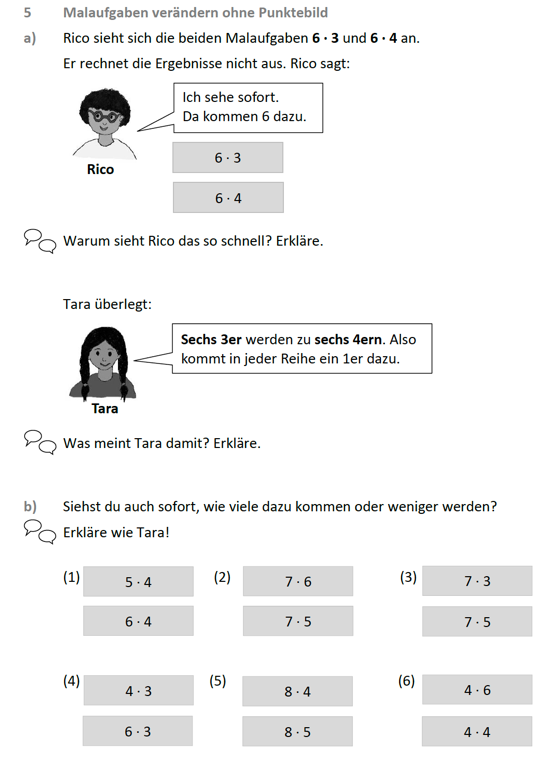 5 Malaufgaben verändern ohne Punktebild
a) Rico sieht sich die beiden Malaufgaben 6 · 3 und 6 · 4 an.
Er rechnet die Ergebnisse nicht aus. Rico sagt:
Ich sehe sofort.
Da kommen 6 dazu.
Rico
6 · 3
6 · 4
Warum sieht Rico das so schnell? Erkläre.
Tara überlegt:
Sechs 3er werden zu sechs 4ern. Also
kommt in jeder Reihe ein 1er dazu.
Tara
Was meint Tara damit? Erkläre.
b) Siehst du auch sofort, wie viele dazu kommen oder weniger werden?
Erkläre wie Tara!
(1) 5 · 4 (2) 7 · 6 (3) 7 · 3
6 · 4 7 · 5 7 · 5
(4) 4 · 3 (5) 8 · 4 (6) 4 · 6
6 · 3 8 · 5 4 · 4